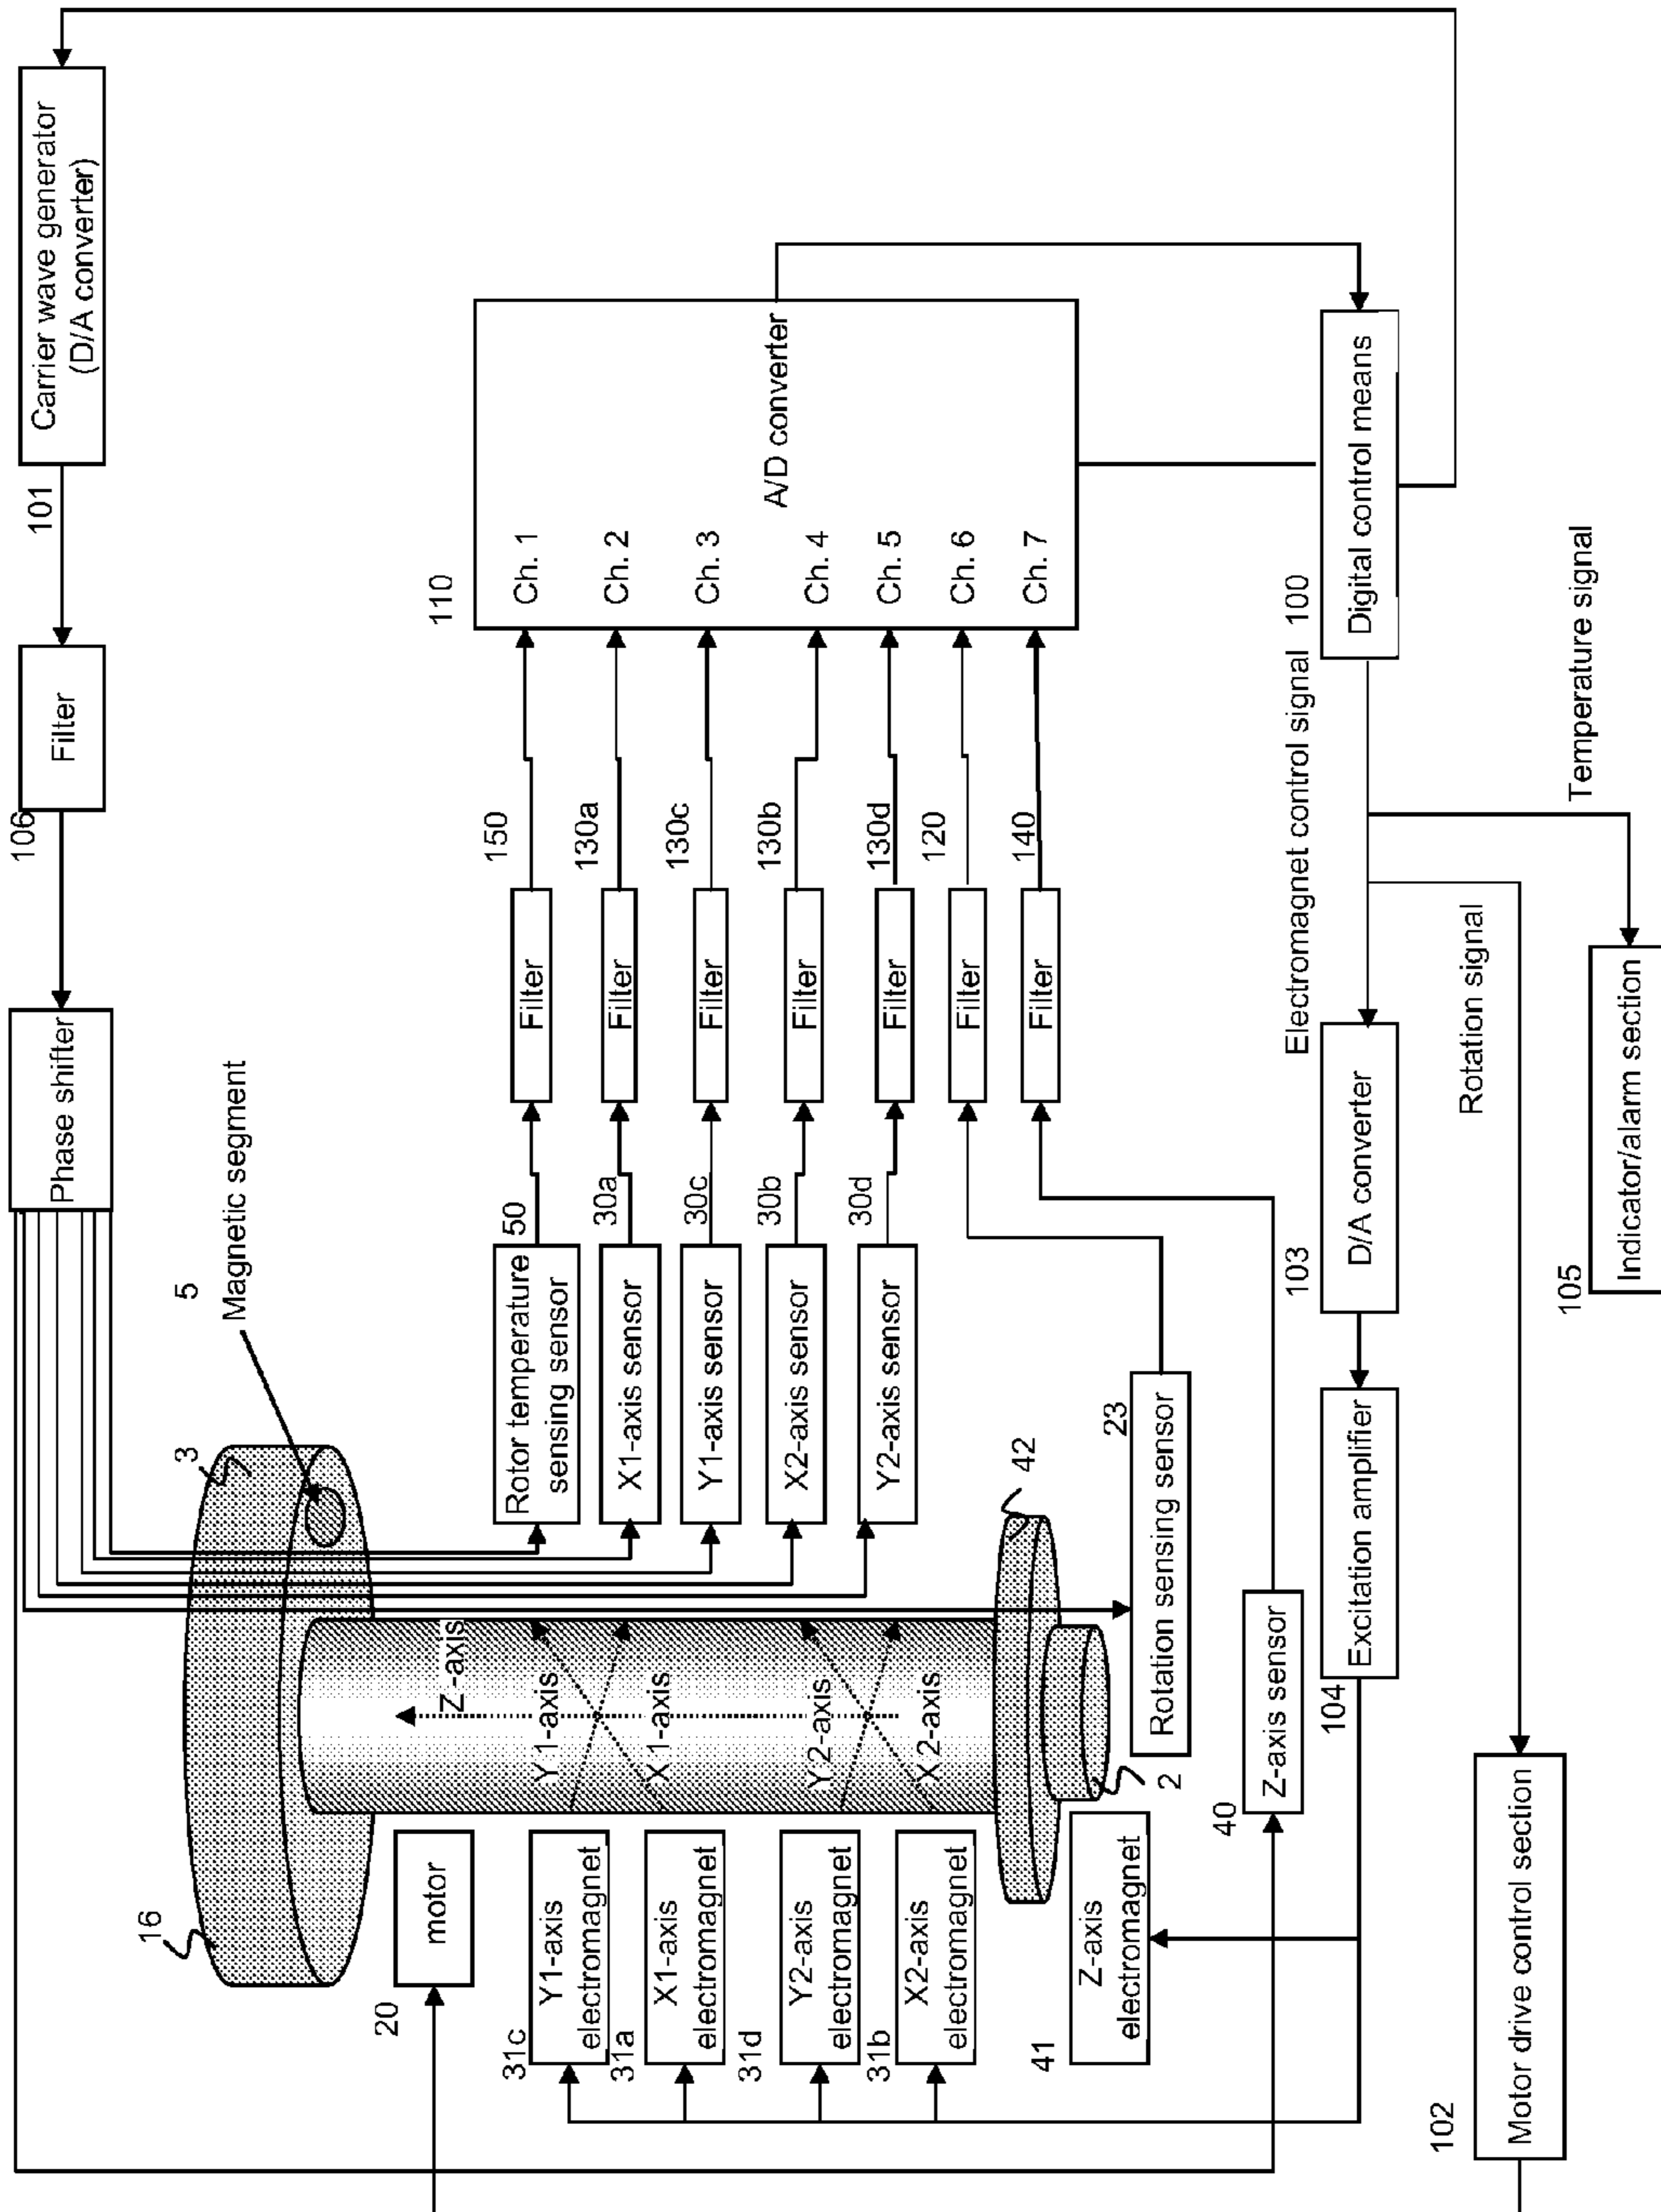 Carrier wave generator
(D/A converter)
101
Filter
106
Phase shifter
5
Magnetic segment
3
16
20
motor
Z-axis
Y1-axis
X1-axis
Y2-axis
X2-axis
42
2
31c
Y1-axis
electromagnet
31a
X1-axis
electromagnet
31d
Y2-axis
electromagnet
31b
X2-axis
electromagnet
41
Z-axis
electromagnet
Rotor temperature
sensing sensor
50
X1-axis sensor
30a
Y1-axis sensor
30c
X2-axis sensor
30b
Y2-axis sensor
30d
Rotation sensing sensor
23
40
Z-axis sensor
Filter
150
Filter
130a
Filter
130c
Filter
130b
Filter
130d
Filter
120
Filter
140
110
Ch. 1
Ch. 2
Ch. 3
Ch. 4
Ch. 5
Ch. 6
Ch. 7
A/D converter
Electromagnet control signal
100
Digital control means
104
Excitation amplifier
103
D/A converter
Rotation signal
Temperature signal
102
Motor drive control section
105
Indicator/alarm section